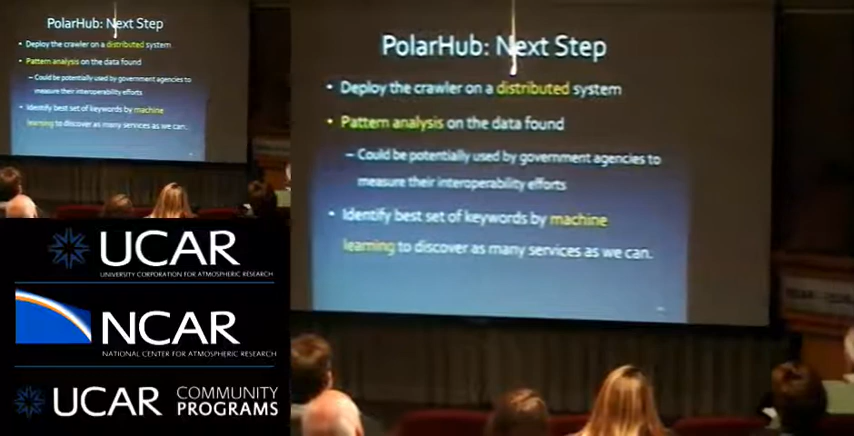 PolarHub: Next Step
• Deploy the crawler on a distributed system
• Pattern analysis on the data found
– Could be potentially used by government agencies to
measure their interoperability efforts
• Identify best set of keywords by machine
learning to discover as many services as we can.
UCAR
UNIVERSITY CORPORATION FOR ATMOSPHERIC RESEARCH
NCAR
NATIONAL CENTER FOR ATMOSPHERIC RESEARCH
UCAR COMMUNITY
PROGRAMS
PolarHub: Next Step
• Deploy the crawler on a distributed system
• Pattern analysis on the data found
– Could be potentially used by government agencies to
measure their interoperability efforts
• Identify best set of keywords by machine
learning to discover as many services as we can.